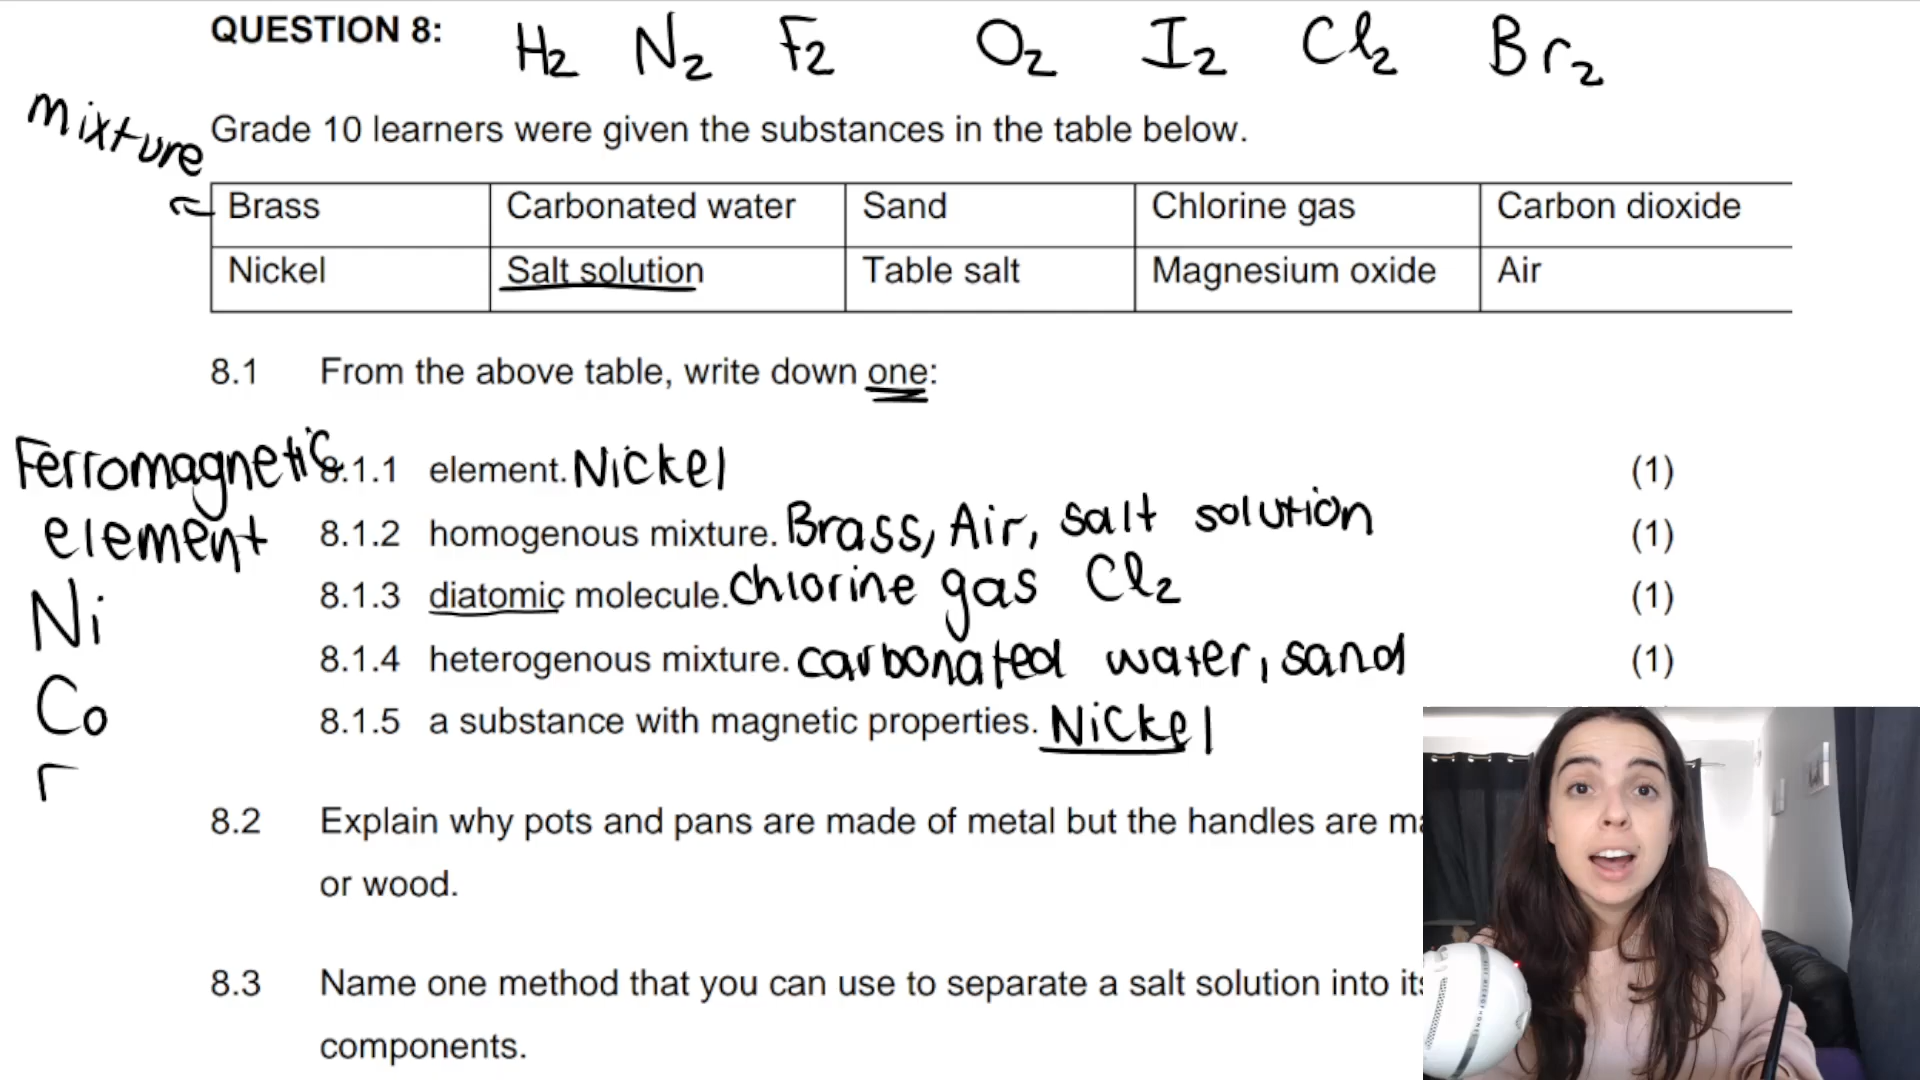 QUESTION 8: H2 N2 F2 O2 I2 Cl2 Br2
mixture
Grade 10 learners were given the substances in the table below.
Brass Carbonated water Sand Chlorine gas Carbon dioxide
Nickel Salt solution Table salt Magnesium oxide Air
8.1 From the above table, write down one:
Ferromagnetic element
8.1.1 element. Nickel (1)
8.1.2 homogenous mixture. Brass, Air, salt solution (1)
8.1.3 diatomic molecule. chlorine gas Cl2 (1)
Ni
8.1.4 heterogenous mixture. carbonated water, sand (1)
Co
8.1.5 a substance with magnetic properties. Nickel
8.2 Explain why pots and pans are made of metal but the handles are
or wood.
8.3 Name one method that you can use to separate a salt solution into
components.